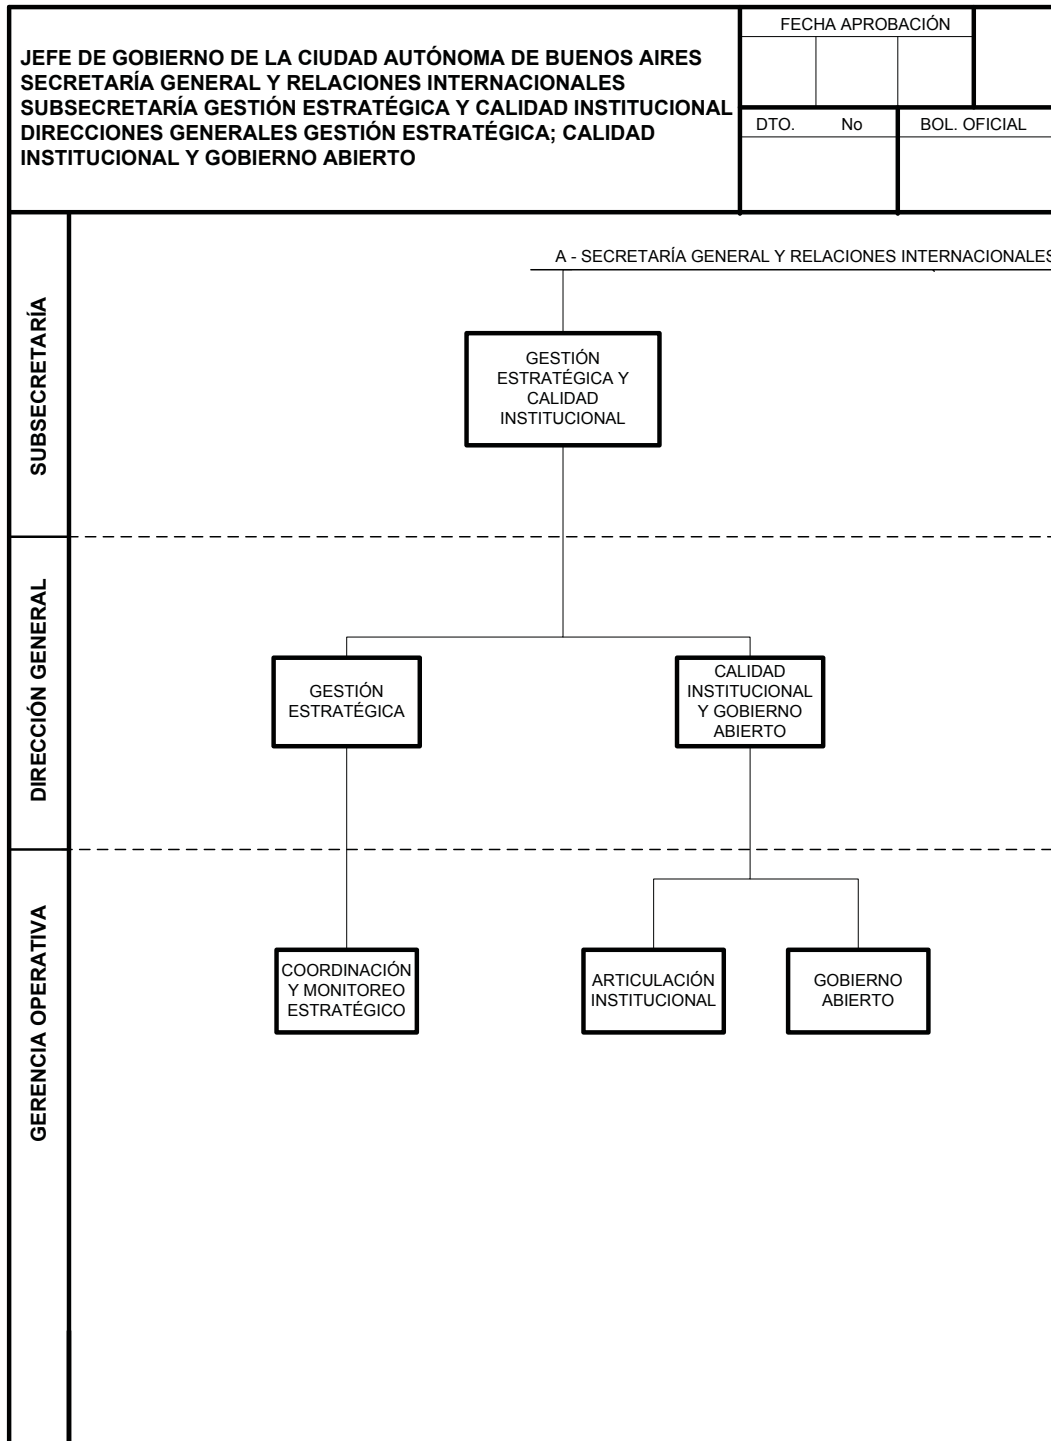 JEFE DE GOBIERNO DE LA CIUDAD AUTÓNOMA DE BUENOS AIRES
SECRETARÍA GENERAL Y RELACIONES INTERNACIONALES
SUBSECRETARÍA GESTIÓN ESTRATÉGICA Y CALIDAD INSTITUCIONAL
DIRECCIONES GENERALES GESTIÓN ESTRATÉGICA; CALIDAD
INSTITUCIONAL Y GOBIERNO ABIERTO
FECHA APROBACIÓN
DTO. No
BOL. OFICIAL
SUBSECRETARÍA
A - SECRETARÍA GENERAL Y RELACIONES INTERNACIONALES
GESTIÓN
ESTRATÉGICA Y
CALIDAD
INSTITUCIONAL
DIRECCIÓN GENERAL
GESTIÓN
ESTRATÉGICA
CALIDAD
INSTITUCIONAL
Y GOBIERNO
ABIERTO
GERENCIA OPERATIVA
COORDINACIÓN
Y MONITOREO
ESTRATÉGICO
ARTICULACIÓN
INSTITUCIONAL
GOBIERNO
ABIERTO